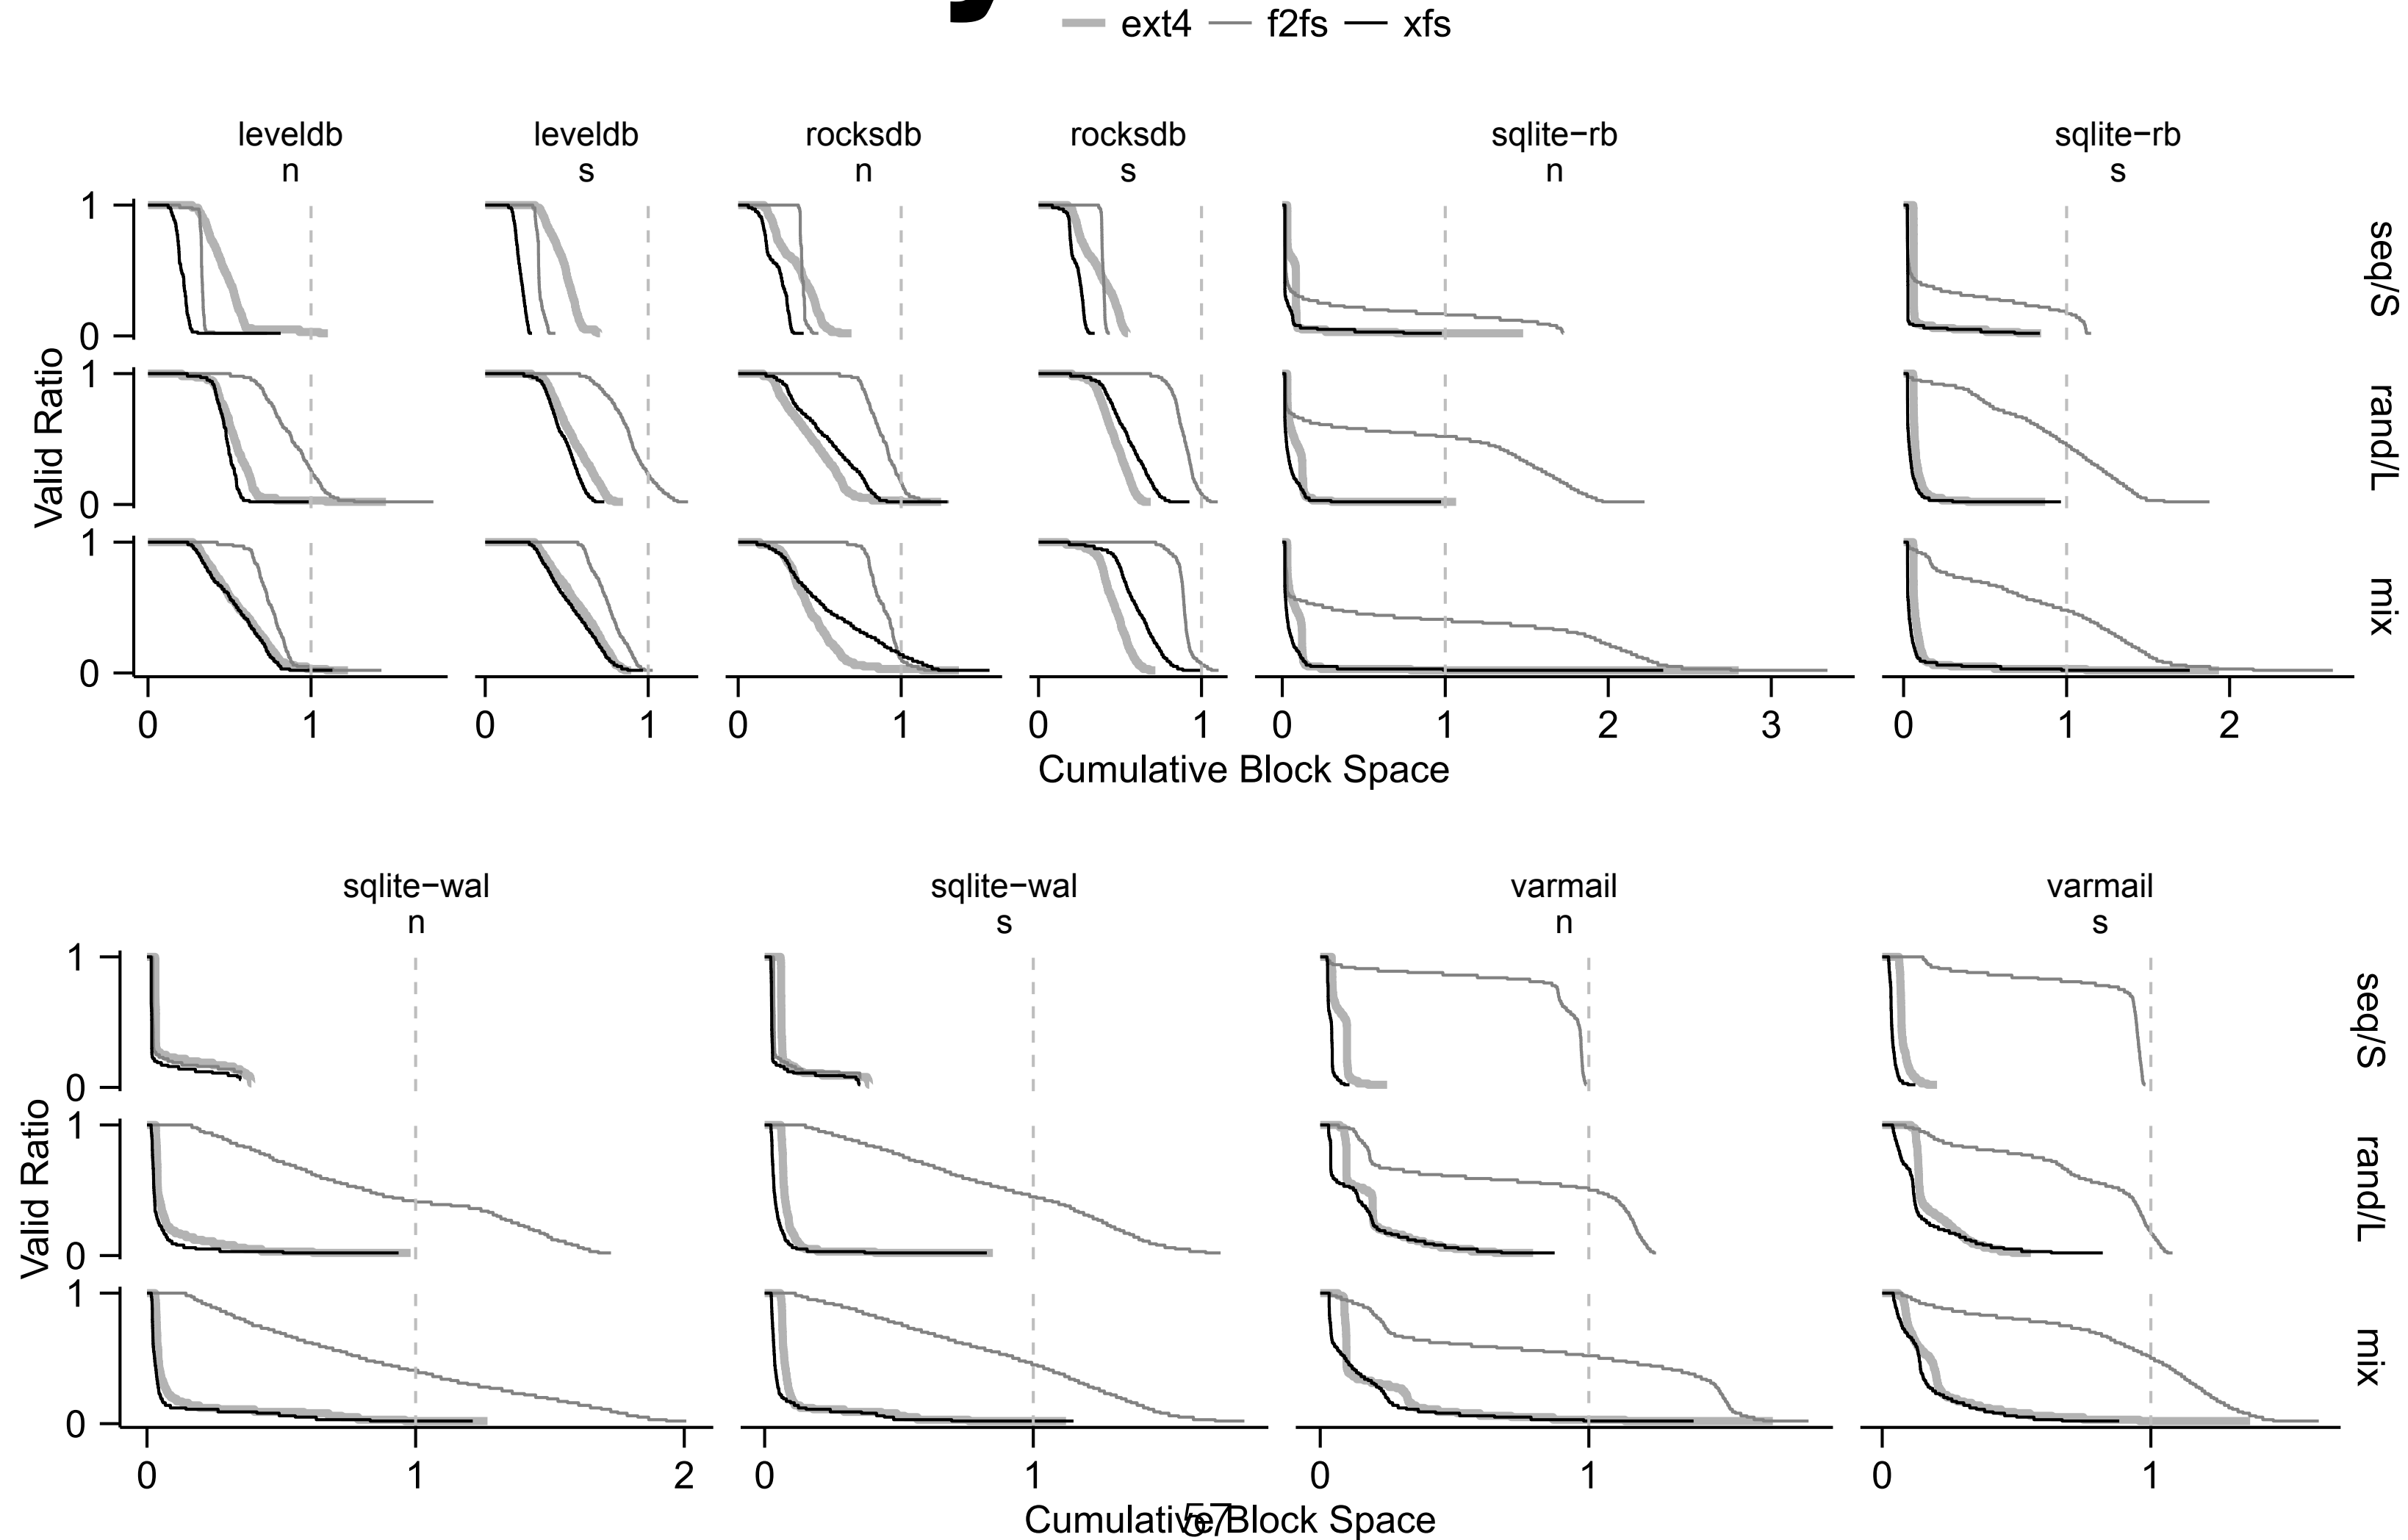 ext4 f2fs xfs
leveldb leveldb rocksdb rocksdb sqlite−rb sqlite−rb
n s n s n s
1
0
seq/S
1
0
rand/L
1
0
mix
Valid Ratio
0 1 0 1 0 1 0 1 0 1 2 3 0 1 2
Cumulative Block Space
sqlite−wal sqlite−wal varmail varmail
n s n s
1
0
seq/S
1
0
rand/L
1
0
mix
Valid Ratio
0 1 2 0 1 0 1 0 1
Cumulative Block Space
57